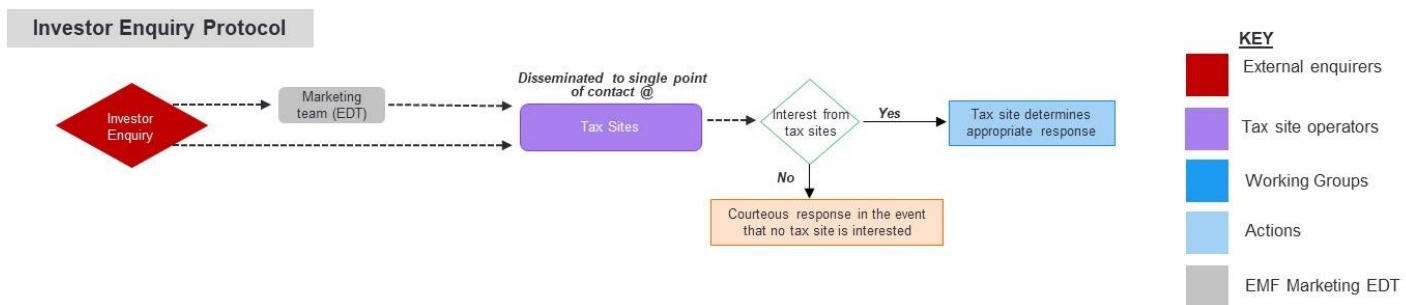 Investor Enquiry Protocol
Investor
Enquiry
Marketing
team (EDT)
Disseminated to single point
of contact @
Tax Sites
Interest from
tax sites
Yes
Tax site determines
appropriate response
No
Courteous response in the event
that no tax site is interested
KEY
External enquirers
Tax site operators
Working Groups
Actions
EMF Marketing EDT